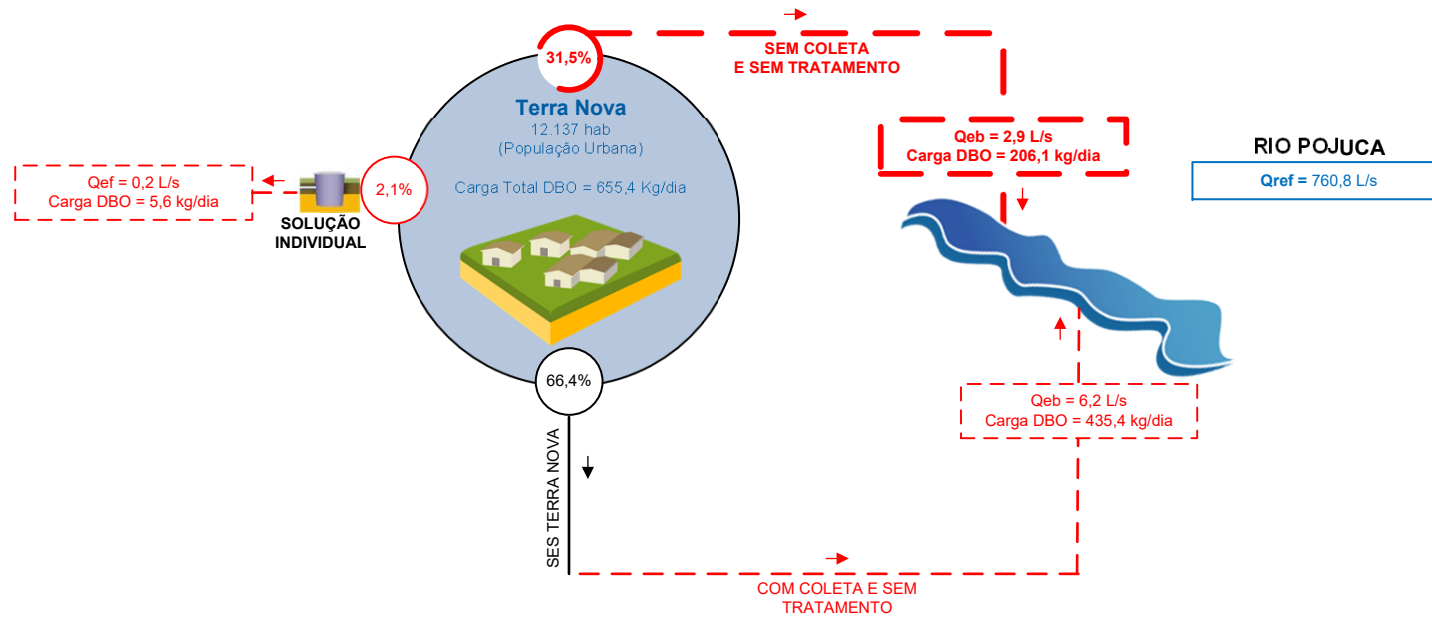 31,5%
SEM COLETA
E SEM TRATAMENTO
Terra Nova
12.137 hab
(População Urbana)
Carga Total DBO = 655,4 Kg/dia
Qeb = 2,9 L/s
Carga DBO = 206,1 kg/dia
RIO POJUCA
Qref = 760,8 L/s
Qef = 0,2 L/s
Carga DBO = 5,6 kg/dia
2,1%
SOLUÇÃO
INDIVIDUAL
66,4%
SES TERRA NOVA
Qeb = 6,2 L/s
Carga DBO = 435,4 kg/dia
COM COLETA E SEM
TRATAMENTO